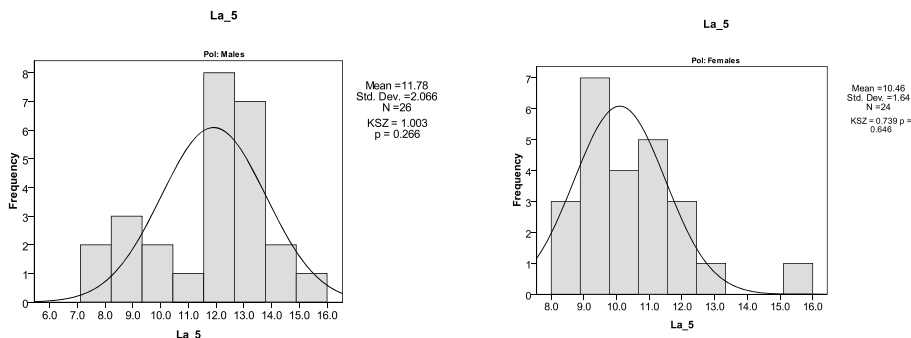 La_5
Pol: Males
Frequency
8
7
6
5
4
3
2
1
0
6.0 7.0 8.0 9.0 10.0 11.0 12.0 13.0 14.0 15.0 16.0
La_5
Mean =11.78
Std. Dev. =2.066
N =26
KSZ = 1.003
p = 0.266
La_5
Pol: Females
Frequency
7
6
5
4
3
2
1
0
8.0 9.0 10.0 11.0 12.0 13.0 14.0 15.0 16.0
La_5
Mean =10.46
Std. Dev. =1.64
N =24
KSZ = 0.739 p =
0.646